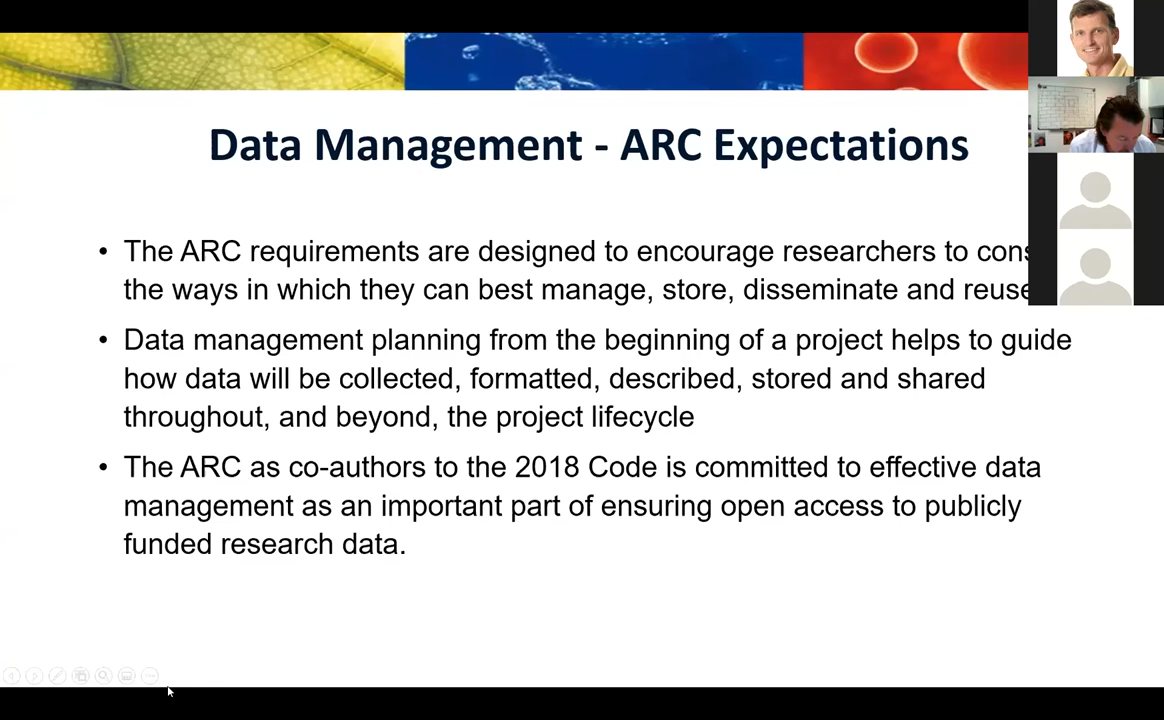 Data Management - ARC Expectations
• The ARC requirements are designed to encourage researchers to
the ways in which they can best manage, store, disseminate and reuse
• Data management planning from the beginning of a project helps to guide
how data will be collected, formatted, described, stored and shared
throughout, and beyond, the project lifecycle
• The ARC as co-authors to the 2018 Code is committed to effective data
management as an important part of ensuring open access to publicly
funded research data.